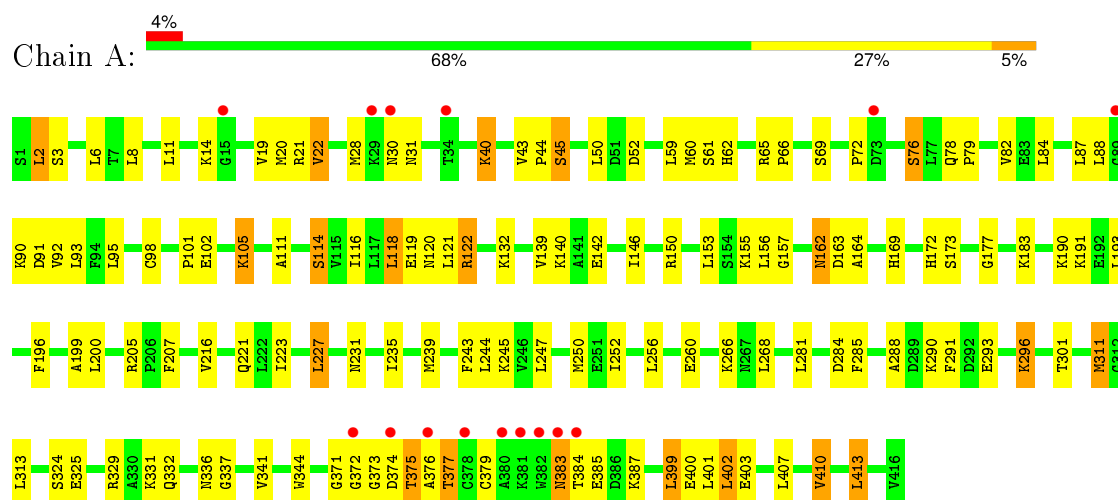 4%
Chain A:
68% 27% 5%
S1 L2 S3 L6 T7 L8 L11 K14 G15 V19 M20 R21 V22 M28 K29 N30 N31 T34 K40 V43 P44 S45 L50 D51 D52 L59 M60 S61 H62 R65 P66 S69 P72 D73 S76 L77 Q78 P79 V82 E83 L84 L87 L88 G89
K90 D91 V92 L93 F94 L95 C98 P101 E102 K105 A111 S114 V115 I116 L117 L118 E119 N120 L121 R122 K132 V139 K140 A141 E142 I146 R150 L153 S154 K155 L156 G157 N162 D163 A164 H169 H172 S173 G177 K183 K190 K191 E192 L193
F196 A199 L200 R205 P206 F207 V216 Q221 L222 I223 L227 N231 I235 M239 F243 L244 K245 V246 L247 M250 E251 I252 L256 E260 K266 N267 L268 L281 D284 F285 A288 D289 K290 F291 D292 E293 K296 T301 M311 G312
L313 S324 E325 R329 A330 K331 Q332 N336 G337 V341 W344 G371 G372 G373 D374 T375 A376 T377 C378 C379 A380 K381 W382 N383 T384 E385 D386 K387 L399 E400 L401 L402 E403 L407 V410 L413 V416